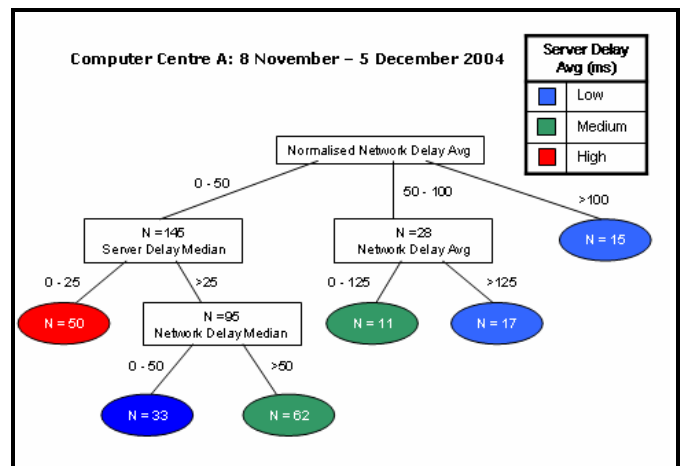 Computer Centre A: 8 November – 5 December 2004
Server Delay
Avg (ms)
Low
Medium
High
Normalised Network Delay Avg
0 - 50
50 - 100
>100
N =145
Server Delay Median
N =28
Network Delay Avg
N = 15
0 - 25
>25
0 - 125
>125
N = 50
N =95
Network Delay Median
N = 11
N = 17
0 - 50
>50
N = 33
N = 62